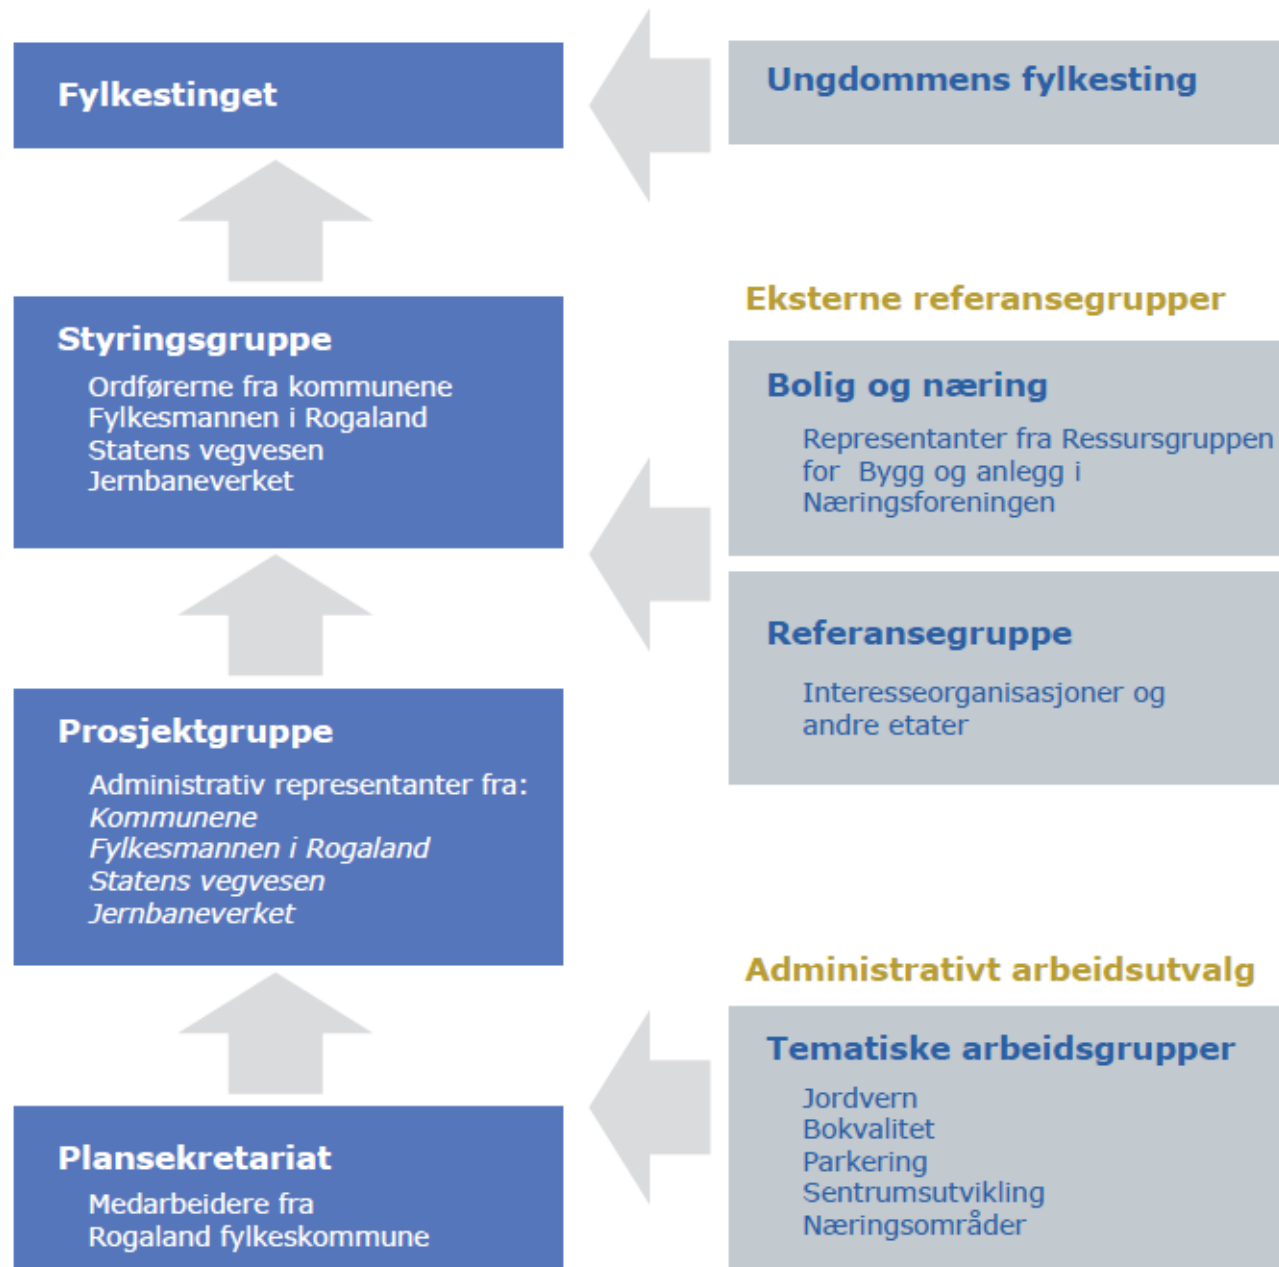 Fylkestinget
Ungdommens fylkesting
Styringsgruppe
Ordførerne fra kommunene
Fylkesmannen i Rogaland
Statens vegvesen
Jernbaneverket
Eksterne referansegrupper
Bolig og næring
Representanter fra Ressursgruppen
for Bygg og anlegg i
Næringsforeningen
Referansegruppe
Interesseorganisasjoner og
andre etater
Prosjektgruppe
Administrativ representanter fra:
Kommunene
Fylkesmannen i Rogaland
Statens vegvesen
Jernbaneverket
Administrativt arbeidsutvalg
Tematiske arbeidsgrupper
Jordvern
Bokvalitet
Parkering
Sentrumsutvikling
Næringsområder
Plansekretariat
Medarbeidere fra
Rogaland fylkeskommune